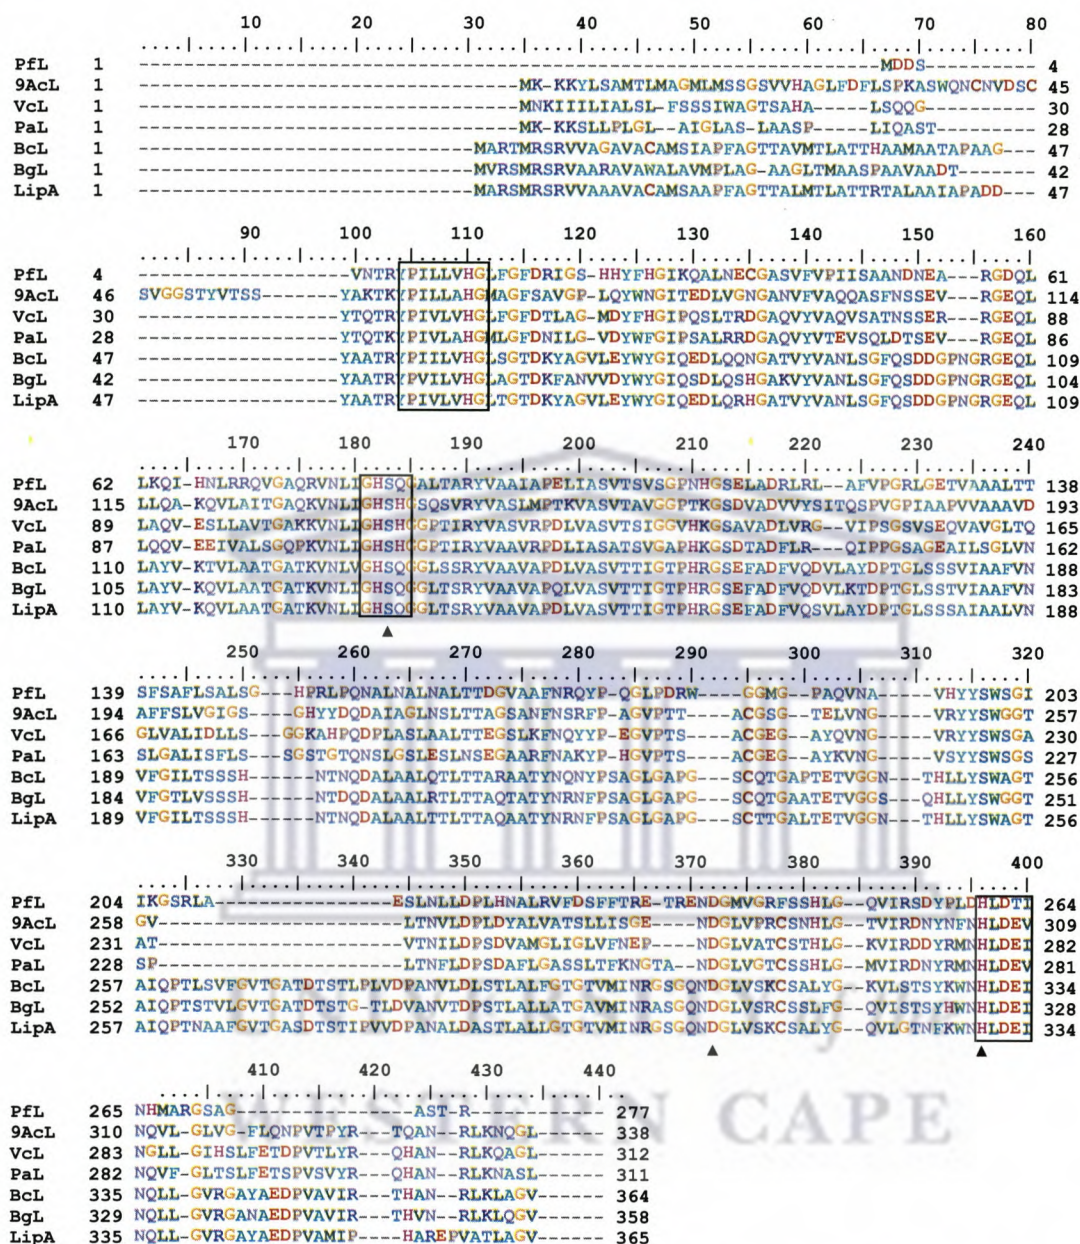 10 20 30 40 50 60 70 80
PfL 1 -------------------------------------------------------------------MDDS---------- 4
9AcL 1 ----------------------------------MK-KKYLSAMTLMAGMLMSSGSVVHAGLFDFLSPKASWQNCNVDSC 45
VcL 1 ----------------------------------MNKIIILIALSL-FSSSIWAGTSAHA-----LSQQG---------- 30
PaL 1 ----------------------------------MK-KKSLLPLGL--AIGLAS-LAASP-----LIQAST--------- 28
BcL 1 ------------------------------MARTMRSRVVAGAVACAMSIAPFAGTTAVMTLATTHAAMAATAPAAG--- 47
BgL 1 ------------------------------MVRSMRSRVAARAVAWALAVMPLAG-AAGLTMAASPAAVAADT------- 42
LipA 1 ------------------------------MARSMRSRVVAAAVACAMSAAPFAGTTALMTLATTRTALAAIAPADD--- 47
90 100 110 120 130 140 150 160
PfL 4 -------------------VNTRYPILLVHGLFGFDRIGS-HHYFHGIKQALNECGASVFVPIISAANDNEA---RGDQL 61
9AcL 46 SVGGSTYVTSS-------YAKTKYPILLAHGMAGFSAVGP-LQYWNGITEDLVGNGANVFVAQQASFNSSEV---RGEQL 114
VcL 30 ------------------YTQTRYPIVLVHGLFGFDTLAG-MDYFHGIPQSLTRDGAQVYVAQVSATNSSER---RGEQL 88
PaL 28 ------------------YTQTKYPIVLAHGMLGFDNILG-VDYWFGIPSALRRDGAQVYVTEVSQLDTSEV---RGEQL 86
BcL 47 ------------------YAATRYPIILVHGLSGTDKYAGVLEYWYGIQEDLQQNGATVYVANLSGFQSDDGPNGRGEQL 109
BgL 42 ------------------YAATRYPVILVHGLAGTDKFANVVDYWYGIQSDLQSHGAKVYVANLSGFQSDDGPNGRGEQL 104
LipA 47 ------------------YAATRYPIVLVHGLTGTDKYAGVLEYWYGIQEDLQRHGATVYVANLSGFQSDDGPNGRGEQL 109
170 180 190 200 210 220 230 240
PfL 62 LKQI-HNLRRQVGAQRVNLIGHSQGALTARYVAAIAPELIASVTSVSGPNHGSELADRLRL--AFVPGRLGETVAAALTT 138
9AcL 115 LLQA-KQVLAITGAQKVNLIGHSHGSQSVRYVASLMPTKVASVTAVGGPTKGSDVADVVYSITQSPVGPIAAPVVAAAVD 193
VcL 89 LAQV-ESLLAVTGAKKVNLIGHSHGGPTIRYVASVRPDLVASVTSIGGVHKGSAVADLVRG--VIPSGSVSEQVAVGLTQ 165
PaL 87 LQQV-EEIVALSGQPKVNLIGHSHGGPTIRYVAAVRPDLIASATSVGAPHKGSDTADFLR---QIPPGSAGEAILSGLVN 162
BcL 110 LAYV-KTVLAATGATKVNLVGHSQGGLTSRYVAAVAPDLVASVTTIGTPHRGSEFADFVQDVLAYDPTGLSSSVIAAFVN 188
BgL 105 LAYV-KQVLAATGATKVNLIGHSQGGLTSRYVAAVAPQLVASVTTIGTPHRGSEFADFVQDVLKTDPTGLSSTVIAAFVN 183
LipA 110 LAYV-KQVLAATGATKVNLIGHSQGGLTSRYVAAVAPDLVASVTTIGTPHRGSEFADFVQSVLAYDPTGLSSSAIAALVN 188
250 260 270 280 290 300 310 320
PfL 139 SFSAFLSALSG---HPRLPQNALNALNALTTDGVAAFNRQYP-QGLPDRW----GGMG--PAQVNA----VHYYSWSGI 203
9AcL 194 AFFSLVGIGS----GHYYDQDAIAGLNSLTTAGSANFNSRFP-AGVPTT-----ACGSG--TELVNG----VRYYSWGGT 257
VcL 166 GLVALIDLLS---GGKAHPQDPLASLAALTTEGSLKFNQYYP-EGVPTS-----ACGEG--AYQVNG----VRYYSWSGA 230
PaL 163 SLGALISFLS---SGSTGTQNSLGSLESLNSEGAARFNAKYP-HGVPTS-----ACGEG--AYKVNG----VSYYSWSGS 227
BcL 189 VFGILTSSSH------NTNQDALAALQTLTTARAATYNQNYPSAGLGAPG---SCQTGAPTETVGGN---THLLYSWAGT 256
BgL 184 VFGTLVSSSH------NTDQDALAALRTLTTAQTATYNRNFPSAGLGAPG---SCQTGAATETVGGS---QHLLYSWGGT 251
LipA 189 VFGILTSSSH------NTNQDALAALTTLTTAQAATYNRNFPSAGLGAPG---SCTTGALTETVGGN---THLLYSWAGT 256
330 340 350 360 370 380 390 400
PfL 204 IKGSRLA----------------ESLNLLDPLHNALRVFDSFFTRE-TRENDGMVGRFSSHLG--QVIRSDYPLDHLDTI 264
9AcL 258 GV----------------------LTNVLDPLDYALVATSLLISGE----NDGLVPRCSNHLG--TVIRDNYNFNHLDEV 309
VcL 231 AT----------------------VTNILDPSDVAMGLIGLVFNEP----NDGLVATCSTHLG--KVIRDDYRMNHLDEV 282
PaL 228 SP----------------------LTNFLDPSDAFLGASSLTFKNGTA--NDGLVGTCSSHLG--MVIRDNYRMNHLDEV 281
BcL 257 AIQPTLSVFGVTGATDTSTLPLVDPANVLDLSTLALFGTGTVMINRGSGQNDGLVSKCSALYG--KVLSTSYKWNHLDEI 334
BgL 252 AIQPTSTVLGVTGATDTSTG-TLDVANVTDPSTLALLATGAVMINRASGQNDGLVSRCSSLFG--QVISTSYHWNHLDEI 328
LipA 257 AIQPTNAAFGVTGASDTSTIPVVDPANALDASTLALLGTGTVMINRGSGQNDGLVSKCSALYG--QVLGTNFKWNHLDEI 334
410 420 430 440
PfL 265 NHMARGSAG----------------AST-R---------- 277
9AcL 310 NQVL-GLVG-FLQNPVTPYR---TQAN--RLKNQGL----- 338
VcL 283 NGLL-GIHSLFETDPVTLYR---QHAN--RLKQAGL----- 312
PaL 282 NQVF-GLTSLFETSPVSVYR---QHAN--RLKNASL----- 311
BcL 335 NQLL-GVRGAYAEDPVAVIR---THAN--RLKLAGV----- 364
BgL 329 NQLL-GVRGANAEDPVAVIR---THVN--RLKLQGV----- 358
LipA 335 NQLL-GVRGAYAEDPVAMIP----HAREPVATLAGV----- 365
WESTERN CAPE